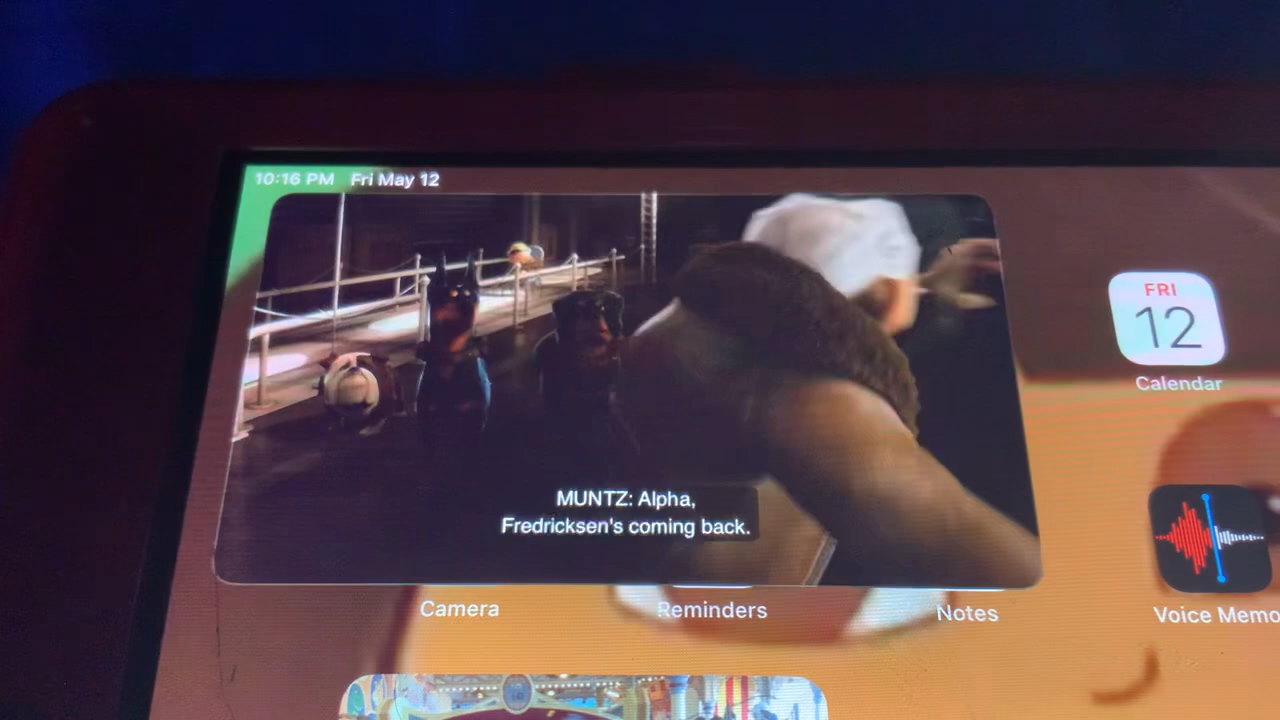 10:16 PM Fri May 12
FRI
12
Calendar
MUNTZ: Alpha,
Fredricksen's coming back.
Camera
Reminders
Notes
Voice Memo